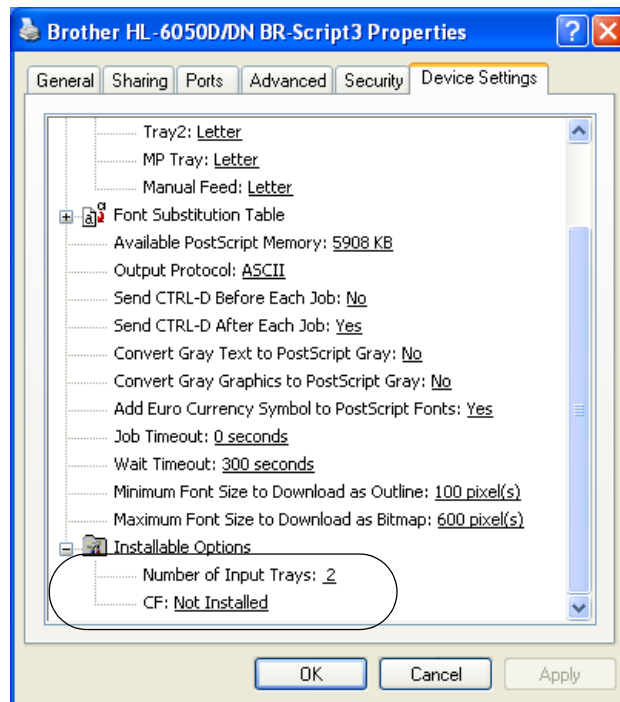 Brother HL-6050D/DN BR-Script3 Properties
General Sharing Ports Advanced Security Device Settings
Tray2: Letter
MP Tray: Letter
Manual Feed: Letter
Font Substitution Table
Available PostScript Memory: 5908 KB
Output Protocol: ASCII
Send CTRL-D Before Each Job: No
Send CTRL-D After Each Job: Yes
Convert Gray Text to PostScript Gray: No
Convert Gray Graphics to PostScript Gray: No
Add Euro Currency Symbol to PostScript Fonts: Yes
Job Timeout: 0 seconds
Wait Timeout: 300 seconds
Minimum Font Size to Download as Outline: 100 pixel(s)
Maximum Font Size to Download as Bitmap: 600 pixel(s)
Installable Options
Number of Input Trays: 2
CF: Not Installed
OK Cancel Apply